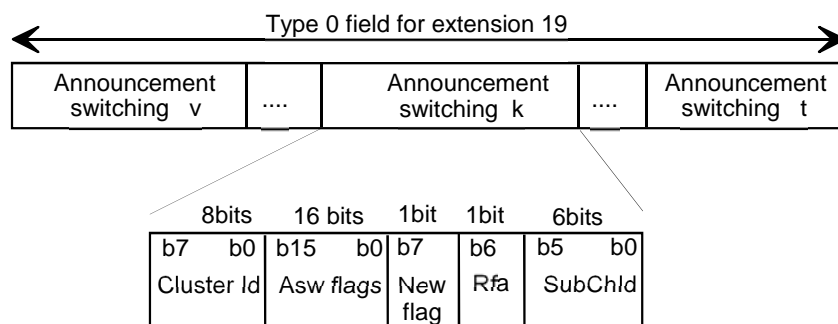 Type 0 field for extension 19
Announcement switching v
....
Announcement switching k
....
Announcement switching t
8bits 16 bits 1bit 1bit 6bits
b7 b0 b15 b0 b7 b6 b5 b0
Cluster Id Asw flags New flag Rfa SubChId